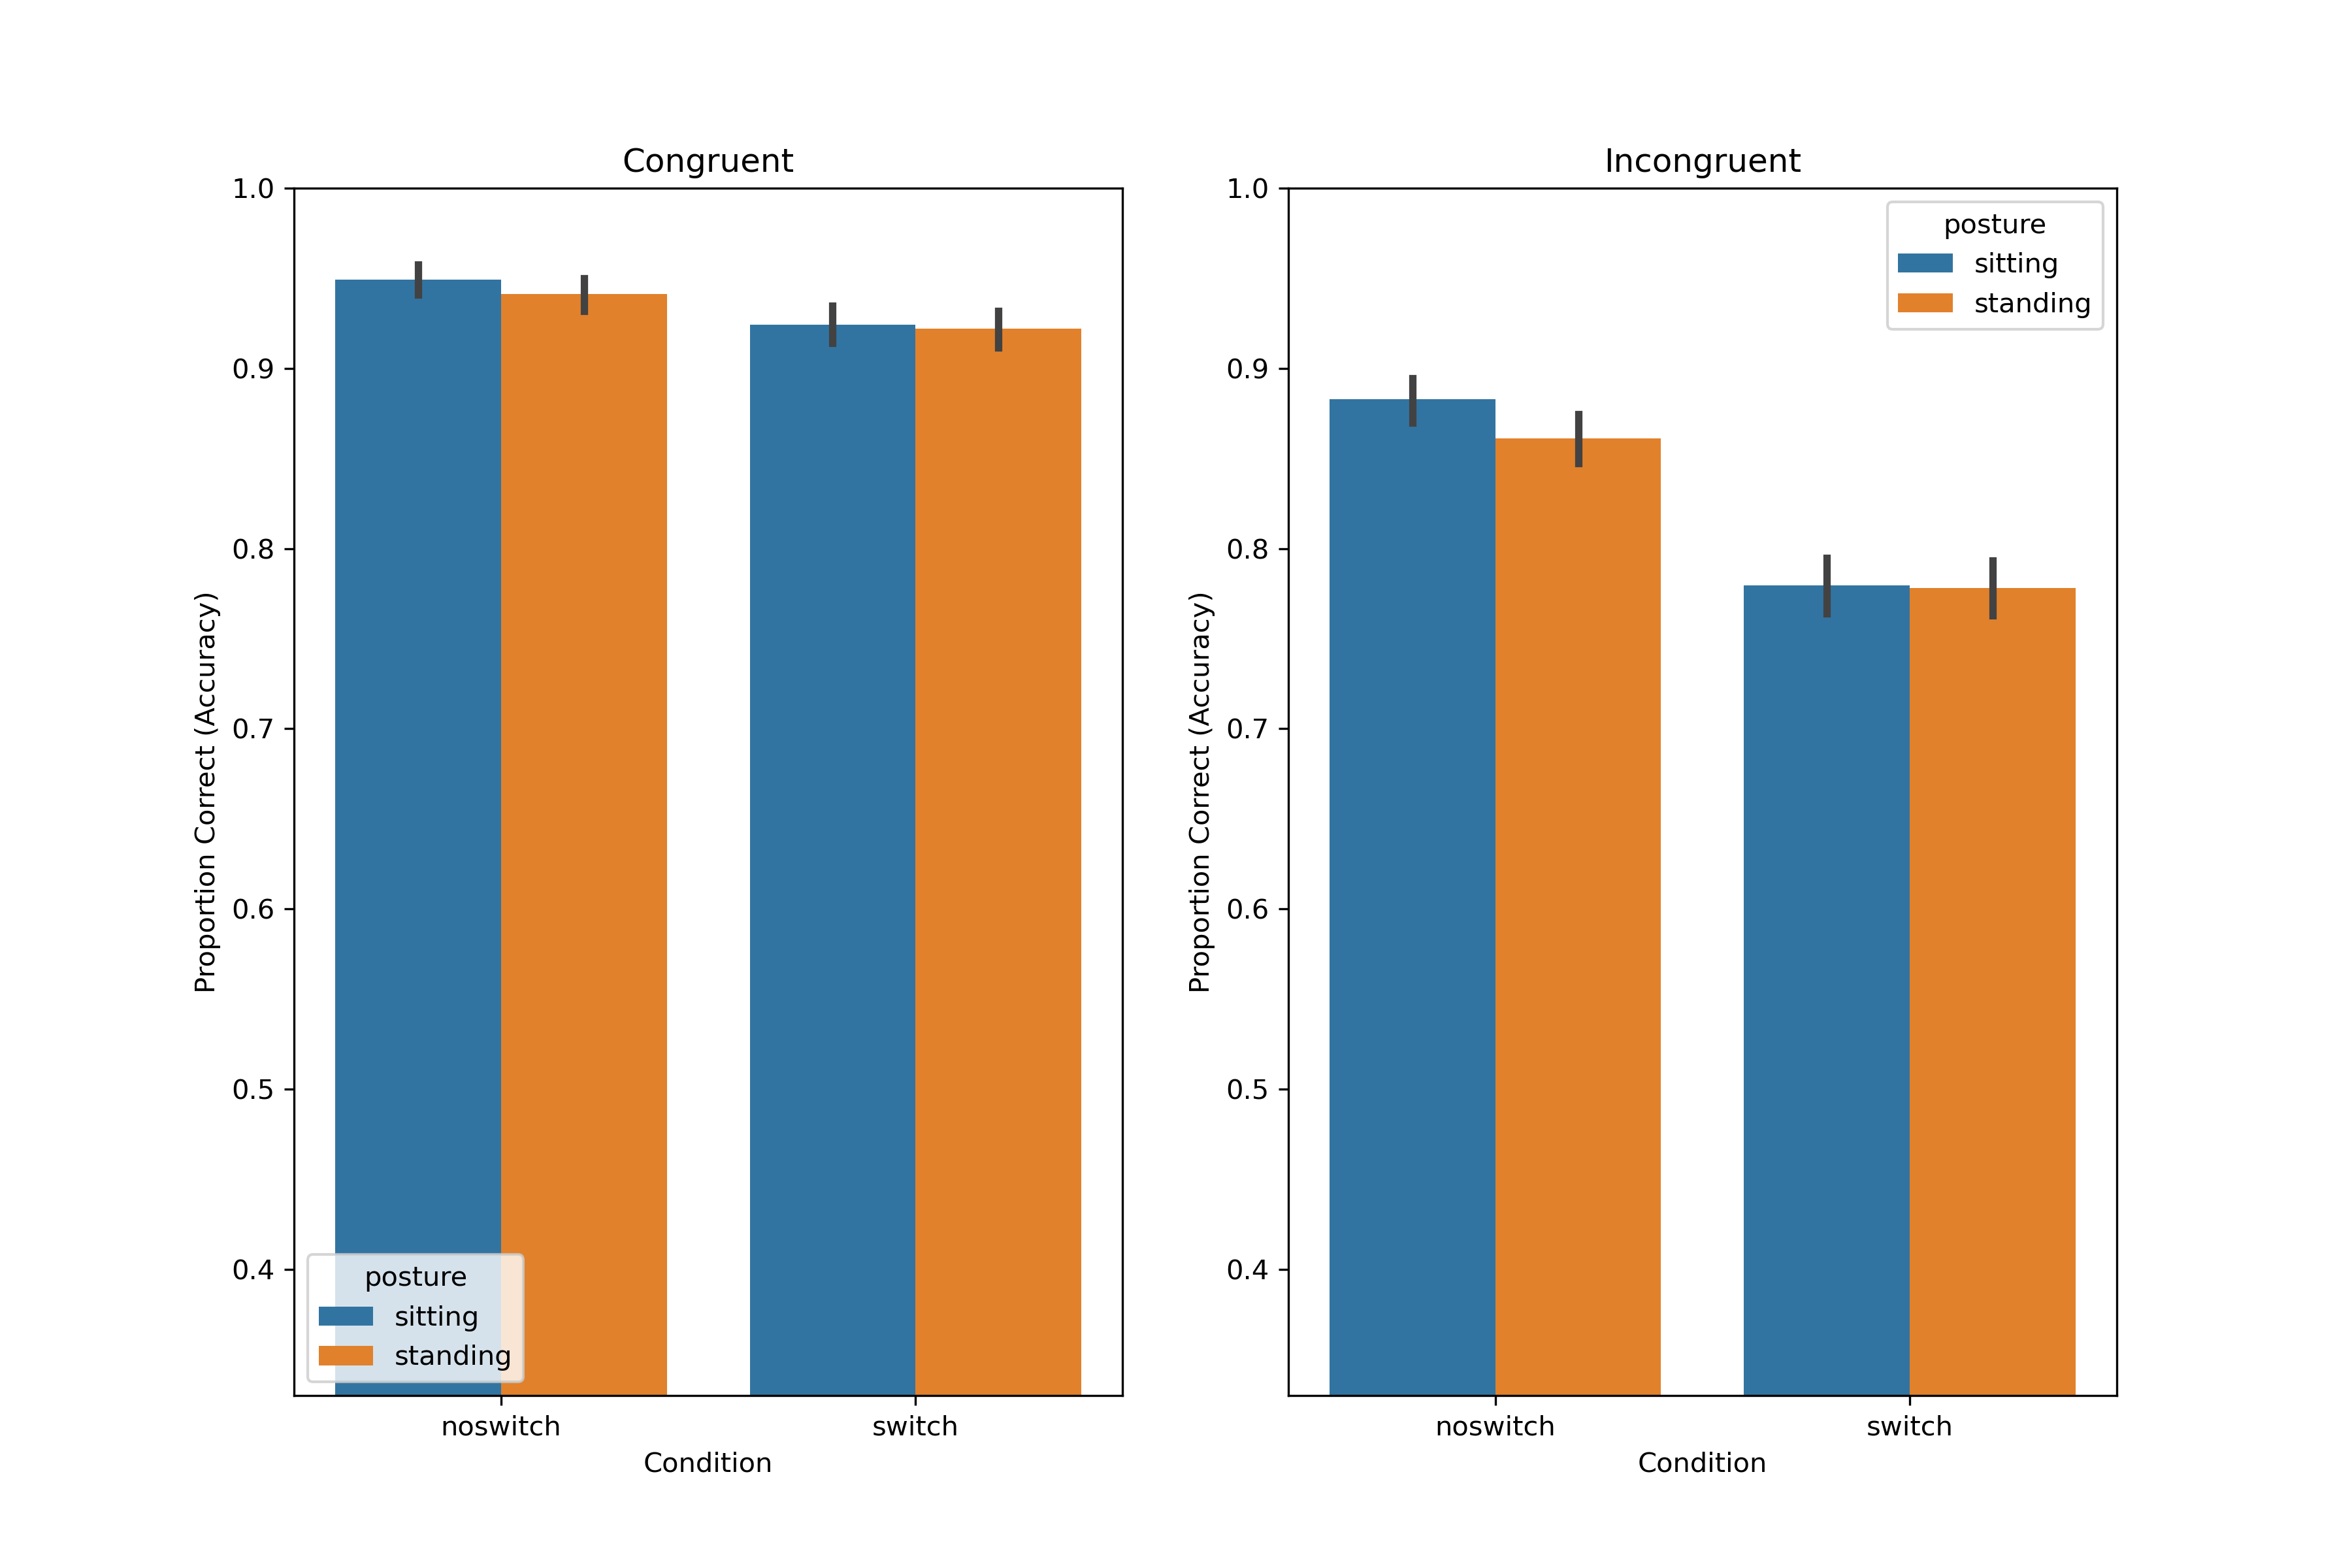 Congruent
1.0
0.9
0.8
0.7
0.6
0.5
0.4
Proportion Correct (Accuracy)
posture
sitting
standing
noswitch
switch
Condition
Incongruent
1.0
0.9
0.8
0.7
0.6
0.5
0.4
Proportion Correct (Accuracy)
posture
sitting
standing
noswitch
switch
Condition